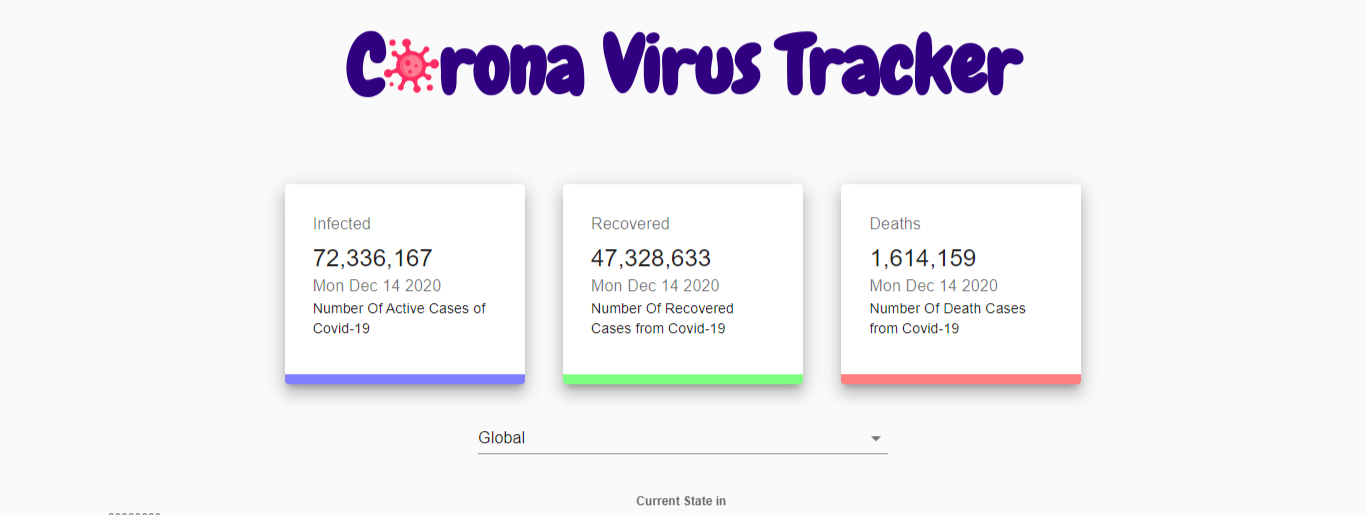 Corona Virus Tracker
Infected
72,336,167
Mon Dec 14 2020
Number Of Active Cases of
Covid-19
Recovered
47,328,633
Mon Dec 14 2020
Number Of Recovered
Cases from Covid-19
Deaths
1,614,159
Mon Dec 14 2020
Number Of Death Cases
from Covid-19
Global
Current State in